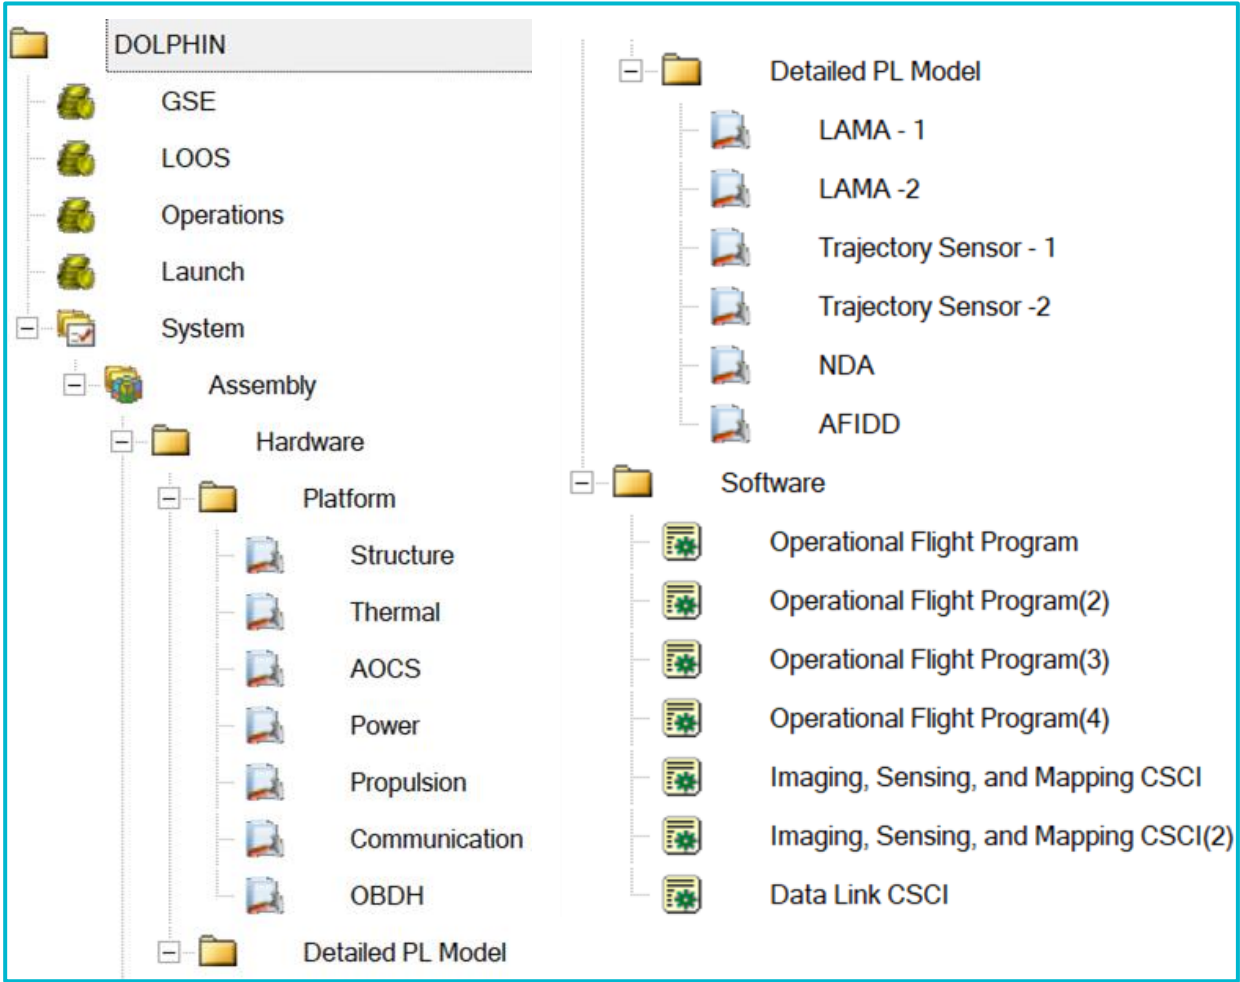 DOLPHIN
GSE
LOOS
Operations
Launch
System
Assembly
Hardware
Platform
Structure
Thermal
AOCS
Power
Propulsion
Communication
OBDH
Detailed PL Model
Detailed PL Model
LAMA - 1
LAMA -2
Trajectory Sensor - 1
Trajectory Sensor -2
NDA
AFIDD
Software
Operational Flight Program
Operational Flight Program(2)
Operational Flight Program(3)
Operational Flight Program(4)
Imaging, Sensing, and Mapping CSCI
Imaging, Sensing, and Mapping CSCI(2)
Data Link CSCI